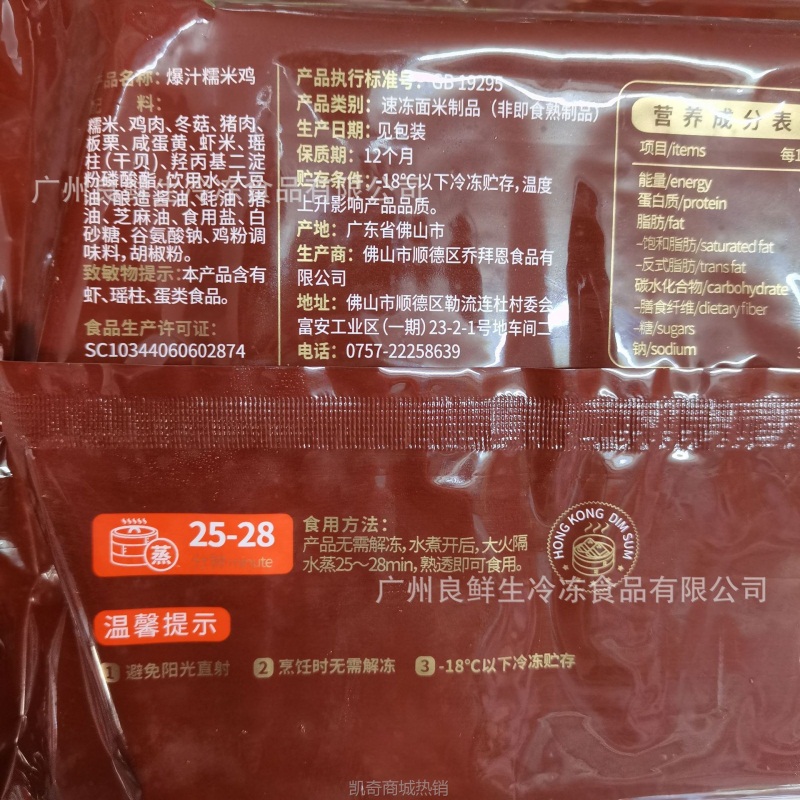 产品名称：爆汁糯米鸡
配 料：
糯米、鸡肉、冬菇、猪肉、
板栗、咸蛋黄、虾米、瑶
柱（干贝）、羟丙基二淀
粉磷酸酯、饮用水、大豆
油、酿造酱油、蚝油、猪
油、芝麻油、食用盐、白
砂糖、谷氨酸钠、鸡粉调
味料，胡椒粉。
致敏物提示：本产品含有
虾、瑶柱、蛋类食品。
食品生产许可证：
SC10344060602874
产品执行标准号：GB 19295
产品类别：速冻面米制品（非即食熟制品）
生产日期：见包装
保质期：12个月
贮存条件：-18℃以下冷冻贮存，温度
上升影响产品品质。
产地：广东省佛山市
生产商：佛山市顺德区乔拜恩食品有
限公司
地址：佛山市顺德区勒流连杜村委会
富安工业区（一期）23-2-1号地车间二
电话：0757-22258639
营养成分表
项目/items 每1
能量/energy
蛋白质/protein
脂肪/fat
-饱和脂肪/saturated fat
-反式脂肪/trans fat
碳水化合物/carbohydrate
-膳食纤维/dietary fiber
-糖/sugars
钠/sodium
广州良鲜生冷冻食品有限公司
蒸
25-28
食用方法：
产品无需解冻，水煮开后，大火隔
水蒸25～28min，熟透即可食用。
HONG KONG DIM SUM
广州良鲜生冷冻食品有限公司
温馨提示
1 避免阳光直射 2 烹饪时无需解冻 3 -18℃以下冷冻贮存
凯奇商城热销